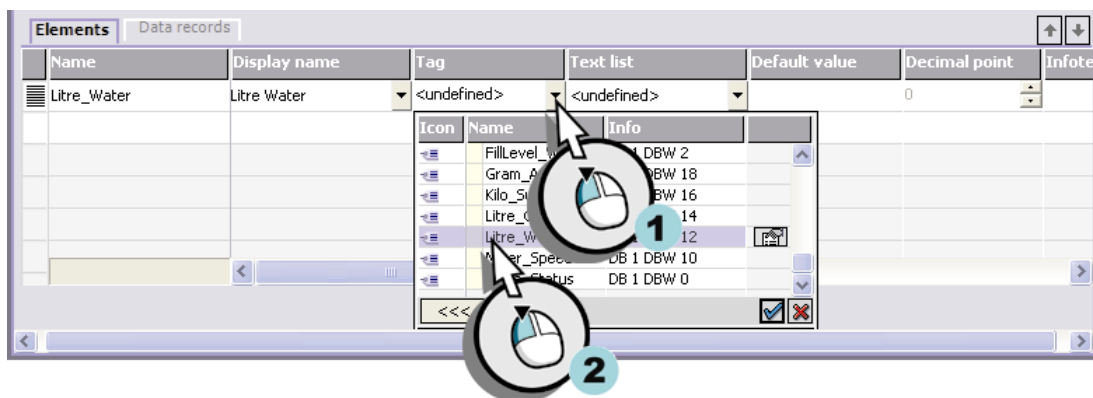 Elements Data records
Name Display name Tag Text list Default value Decimal point
Litre_Water Litre Water <undefined> <undefined> 0
Icon Name Info
1 DBW 2
DBW 18
DBW 16
14
12
DB 1 DBW 10
DB 1 DBW 0
<<<
1
2